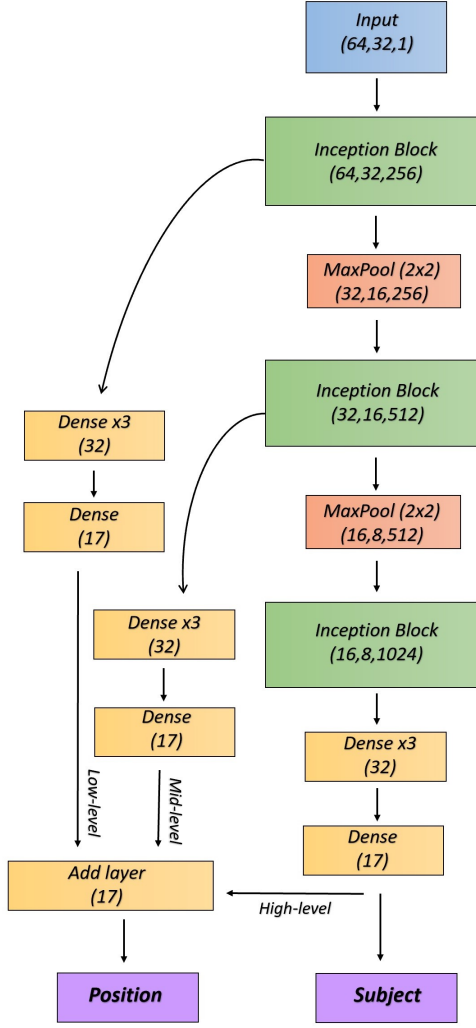 Input
(64,32,1)
Inception Block
(64,32,256)
MaxPool (2x2)
(32,16,256)
Inception Block
(32,16,512)
Dense x3
(32)
Dense
(17)
MaxPool (2x2)
(16,8,512)
Dense x3
(32)
Dense
(17)
Inception Block
(16,8,1024)
Dense x3
(32)
Dense
(17)
Low-level
Mid-level
Add layer
(17)
High-level
Position
Subject